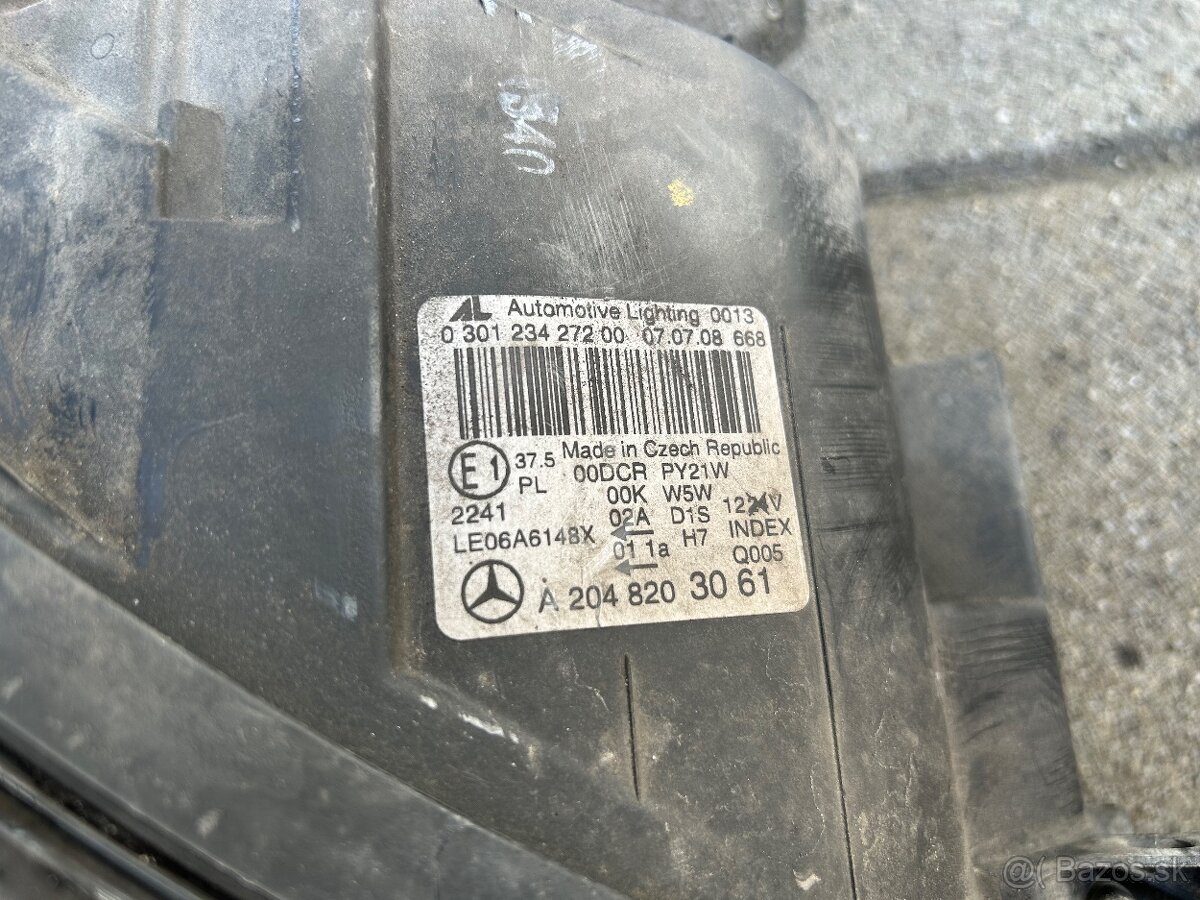 AL Automotive Lighting 0013
0 301 234 272 00 07.07.08 668
E1 37.5 Made in Czech Republic
PL 00DCR PY21W
00K W5W
2241 02A D1S 1224V
LE06A6148X 01 1a H7 INDEX
Q005
A 204 820 30 61
@(Bazos.sk